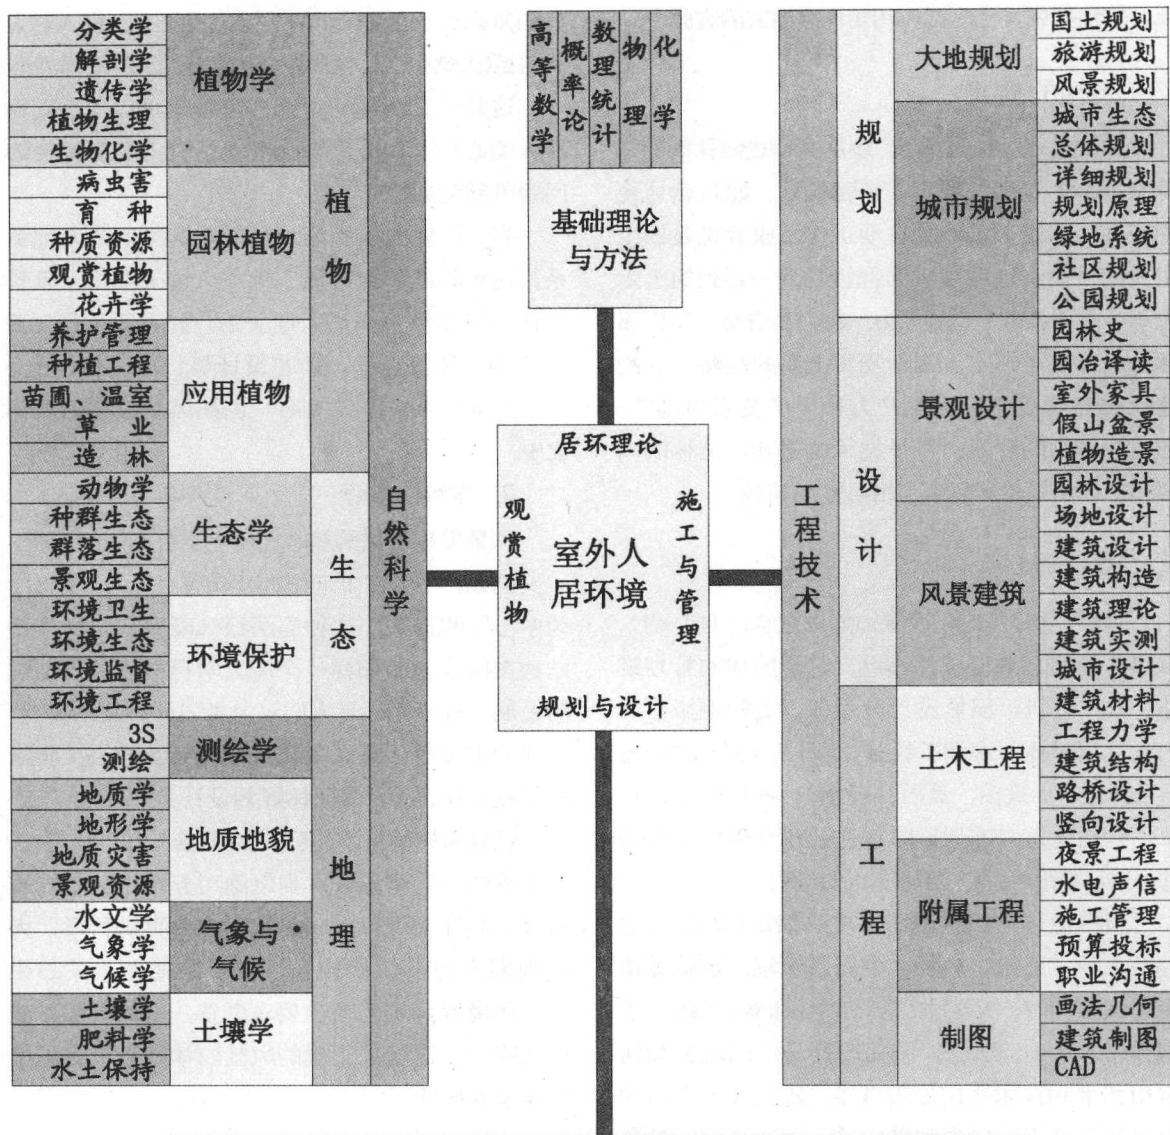 分类学
解剖学
遗传学
植物生理
生物化学
病虫害
育 种
种质资源
观赏植物
花卉学
养护管理
种植工程
苗圃、温室
草 业
造 林
动物学
种群生态
群落生态
景观生态
环境卫生
环境生态
环境监督
环境工程
3S
测绘
地质学
地形学
地质灾害
景观资源
水文学
气象学
气候学
土壤学
肥料学
水土保持
植物学
园林植物
应用植物
生态学
环境保护
测绘学
地质地貌
气象与
气候
土壤学
植物
生态
地理
自然科学
高等数学
概率论
数理统计
物理
化学
基础理论
与方法
居环理论
观赏植物
室外人
居环境
施工与管理
规划与设计
工程技术
规划设计
工程
大地规划
城市规划
景观设计
风景建筑
土木工程
附属工程
制图
国土规划
旅游规划
风景规划
城市生态
总体规划
详细规划
规划原理
绿地系统
社区规划
公园规划
园林史
园冶译读
室外家具
假山盆景
植物造景
园林设计
场地设计
建筑设计
建筑构造
建筑理论
建筑实测
城市设计
建筑材料
工程力学
建筑结构
路桥设计
竖向设计
夜景工程
水电声信
施工管理
预算投标
职业沟通
画法几何
建筑制图
CAD